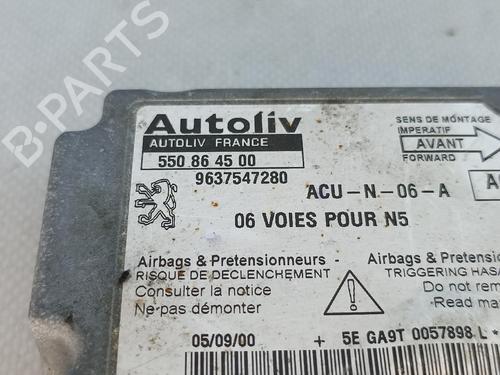 B-PARTS
Autoliv
AUTOLIV FRANCE
550 86 45 00
9637547280
SENS DE MONTAGE
IMPERATIF
AVANT
FORWARD
ACU-N-06-A
06 VOIES POUR N5
Airbags & Pretensionneurs -
RISQUE DE DECLENCHEMENT
Consulter la notice
Ne pas démonter
Airbags & Pretens
TRIGGERING HASA
Do not rem
Read ma
05/09/00 + 5E GA9T 0057898 L *